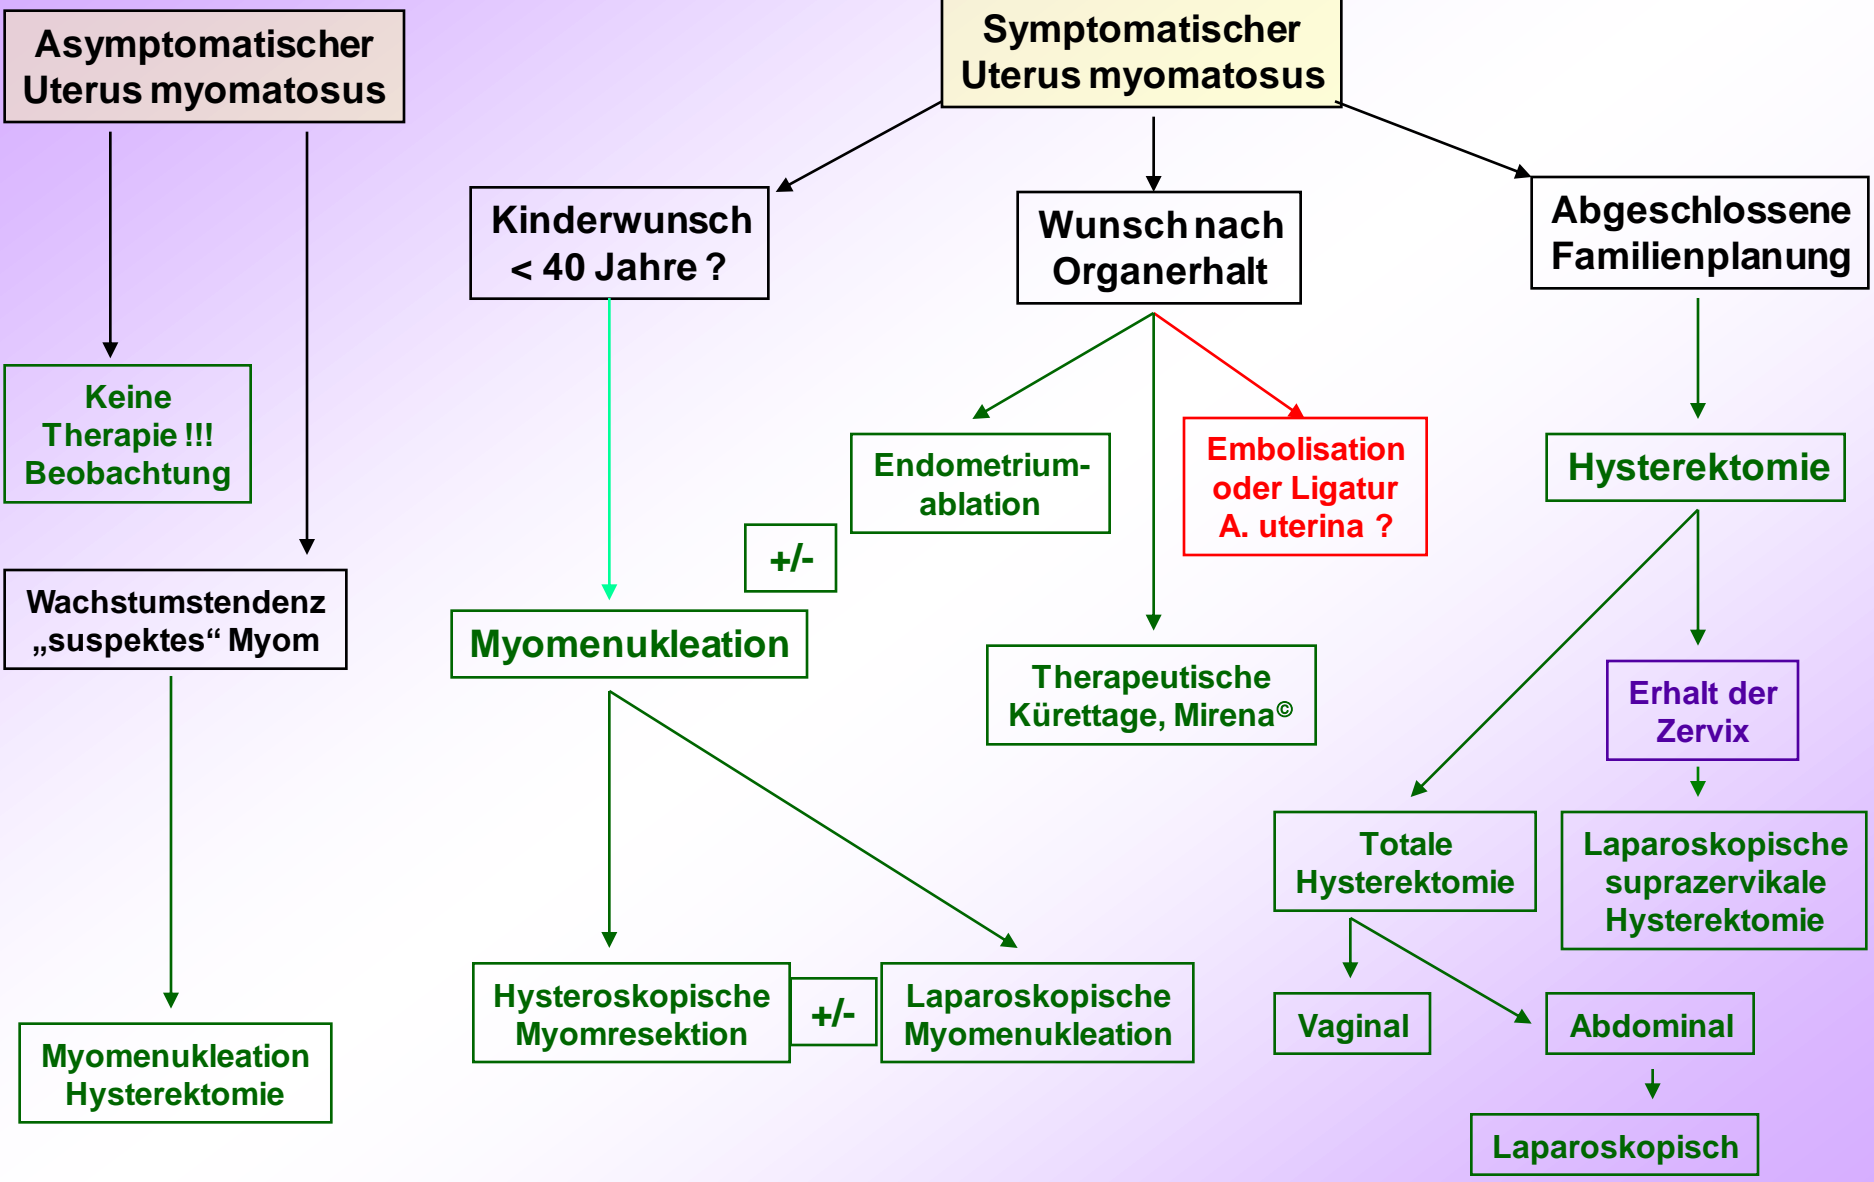 Asymptomatischer
Uterus myomatosus
Symptomatischer
Uterus myomatosus
Kinderwunsch
< 40 Jahre ?
Wunsch nach
Organerhalt
Abgeschlossene
Familienplanung
Keine
Therapie !!!
Beobachtung
Endometrium-
ablation
Embolisation
oder Ligatur
A. uterina ?
Hysterektomie
+/-
Wachstumstendenz
„suspektes“ Myom
Myomenukleation
Therapeutische
Kürettage, Mirena©
Erhalt der
Zervix
Totale
Hysterektomie
Laparoskopische
suprazervikale
Hysterektomie
Hysteroskopische
Myomresektion
+/-
Laparoskopische
Myomenukleation
Vaginal
Abdominal
Myomenukleation
Hysterektomie
Laparoskopisch